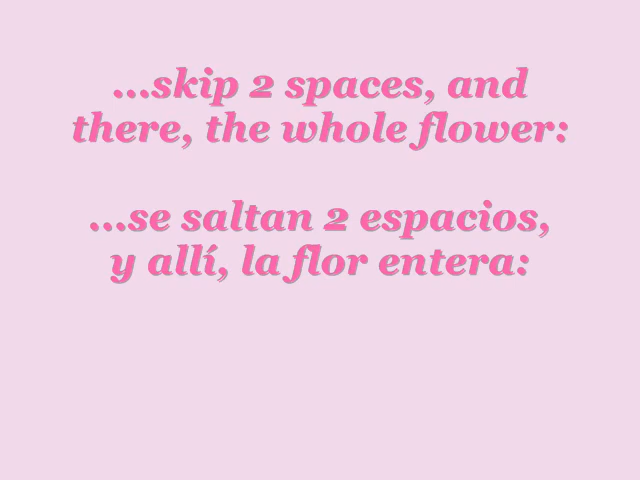 ...skip 2 spaces, and
there, the whole flower:
...se saltan 2 espacios,
y allí, la flor entera: